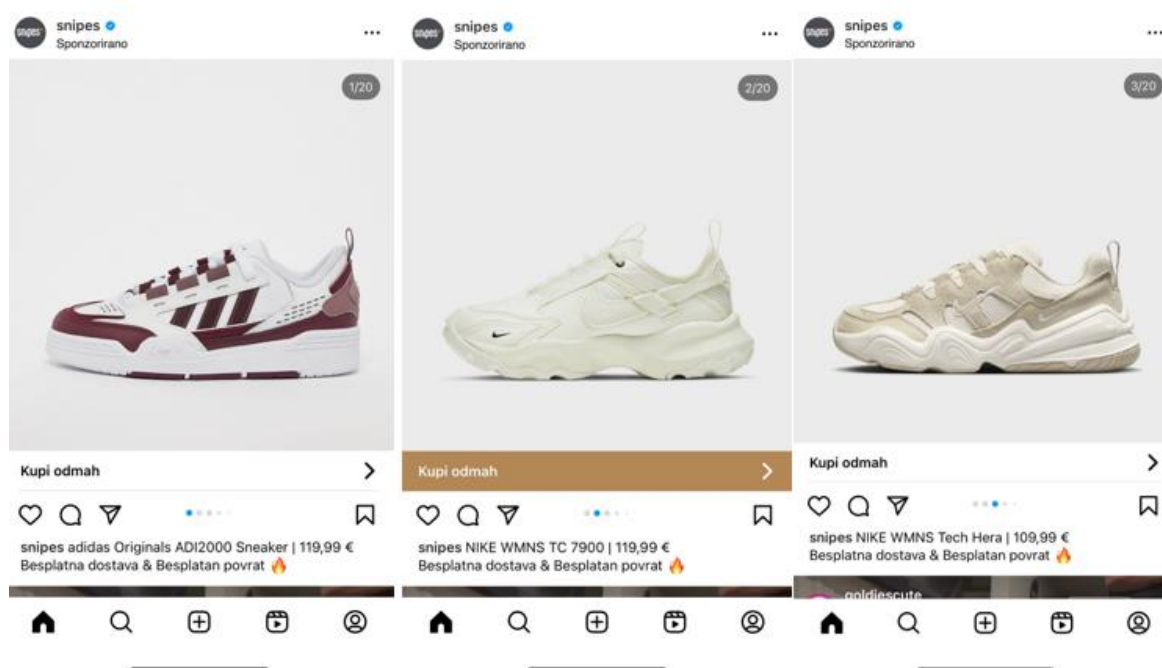 snipes
Sponzorirano
1/20
Kupi odmah
snipes adidas Originals ADI2000 Sneaker | 119,99 €
Besplatna dostava & Besplatan povrat 🔥
snipes
Sponzorirano
2/20
Kupi odmah
snipes NIKE WMNS TC 7900 | 119,99 €
Besplatna dostava & Besplatan povrat 🔥
snipes
Sponzorirano
3/20
Kupi odmah
snipes NIKE WMNS Tech Hera | 109,99 €
Besplatna dostava & Besplatan povrat 🔥
goldiescute